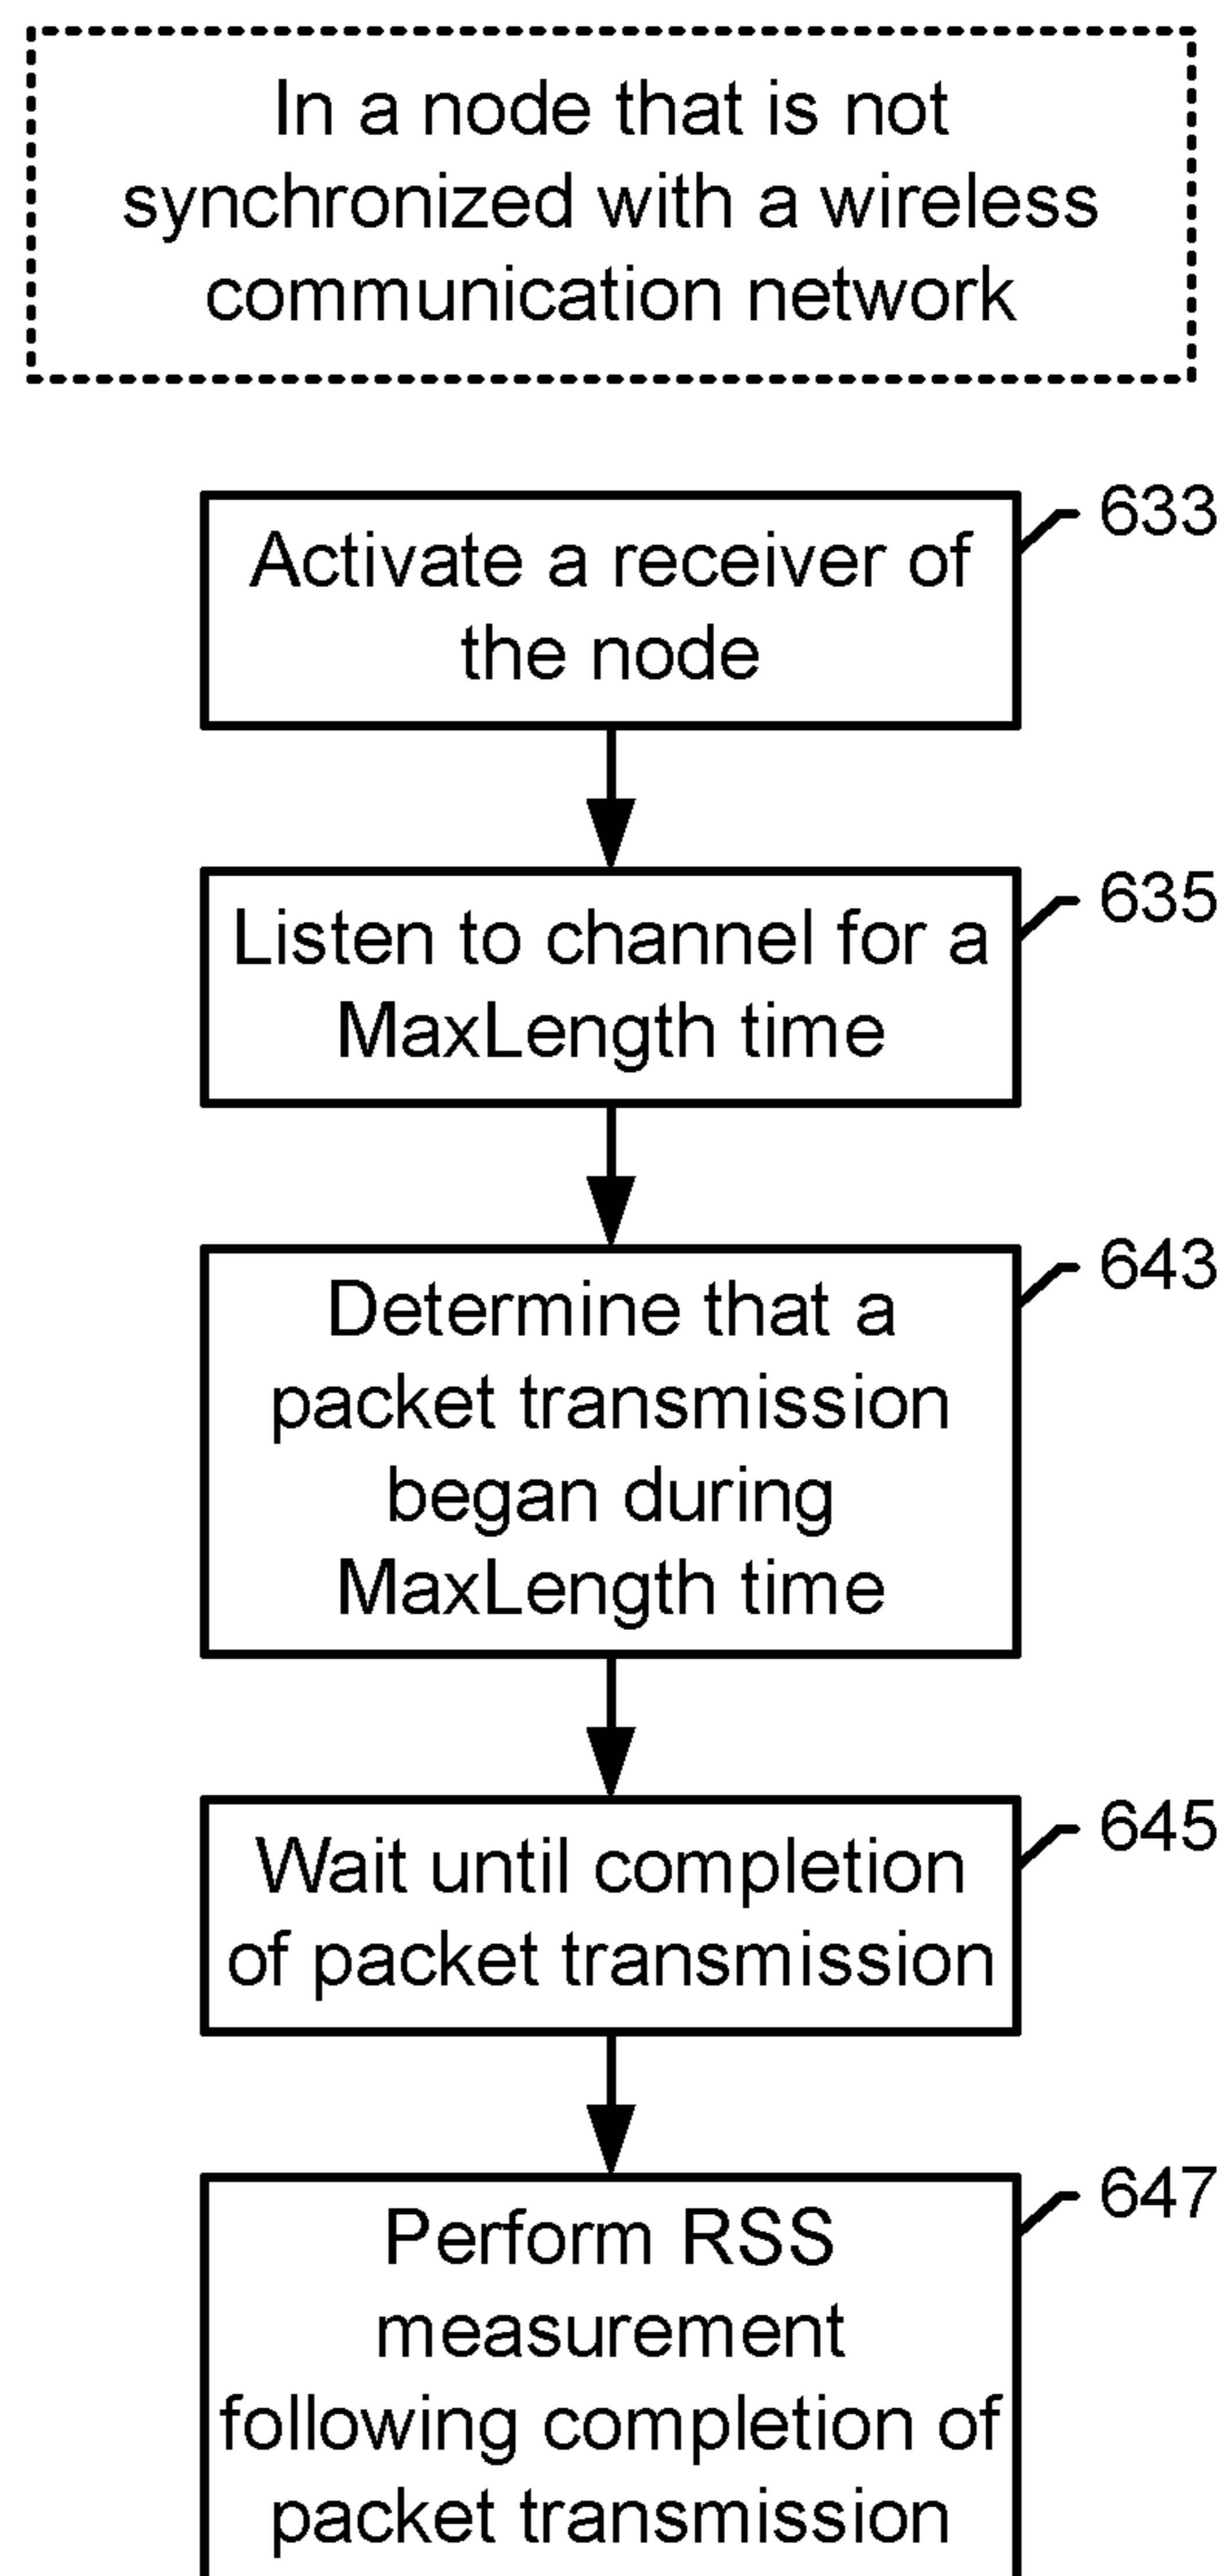 In a node that is not
synchronized with a wireless
communication network
633
Activate a receiver of
the node
635
Listen to channel for a
MaxLength time
643
Determine that a
packet transmission
began during
MaxLength time
645
Wait until completion
of packet transmission
647
Perform RSS
measurement
following completion of
packet transmission